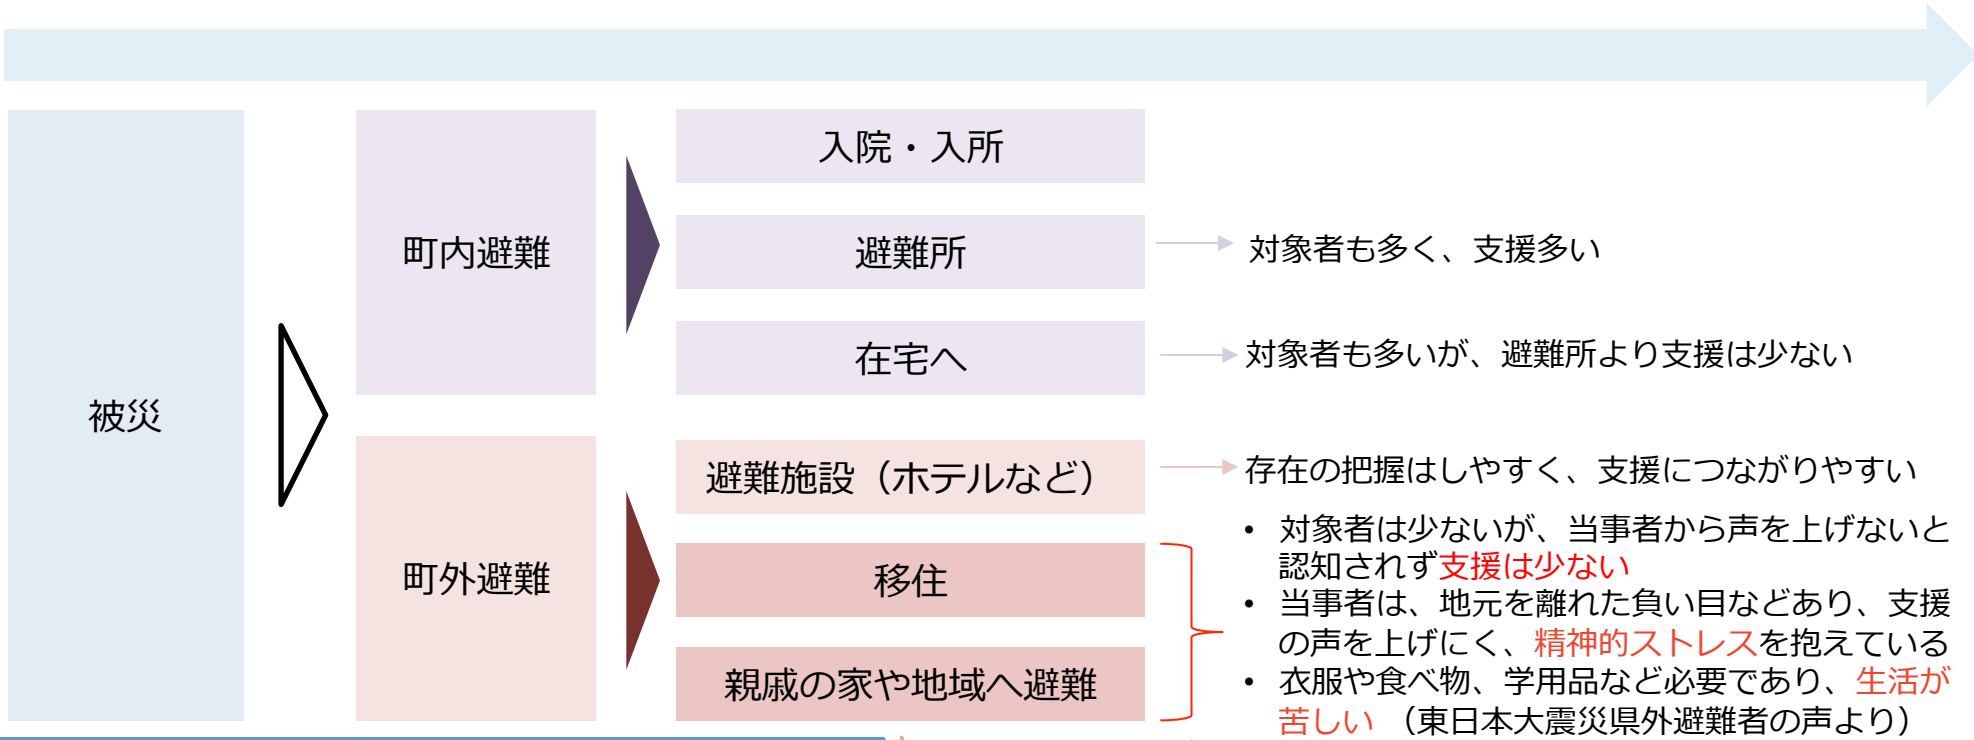 被災
町内避難
入院・入所
避難所
対象者も多く、支援多い
在宅へ
対象者も多いが、避難所より支援は少ない
町外避難
避難施設（ホテルなど）
存在の把握はしやすく、支援につながりやすい
移住
親戚の家や地域へ避難
• 対象者は少ないが、当事者から声を上げないと
認知されず支援は少ない
• 当事者は、地元を離れた負い目などあり、支援
の声を上げにく、精神的ストレスを抱えている
• 衣服や食べ物、学用品など必要であり、生活が
苦しい （東日本大震災県外避難者の声より）